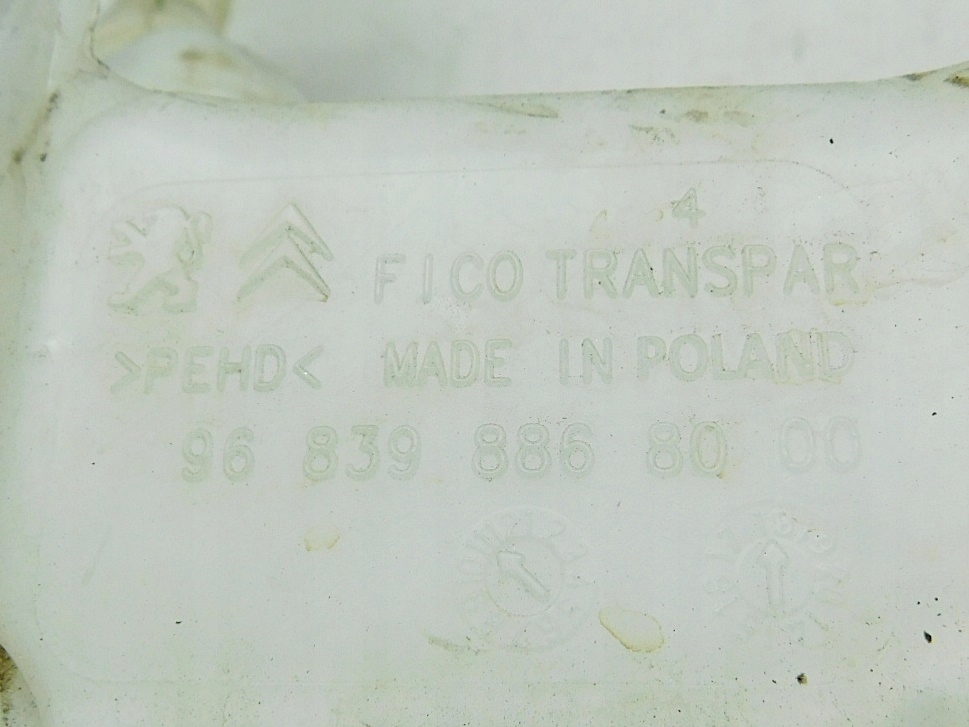 4
FICO TRANSPAR
>PEHD< MADE IN POLAND
96 839 886 80 00